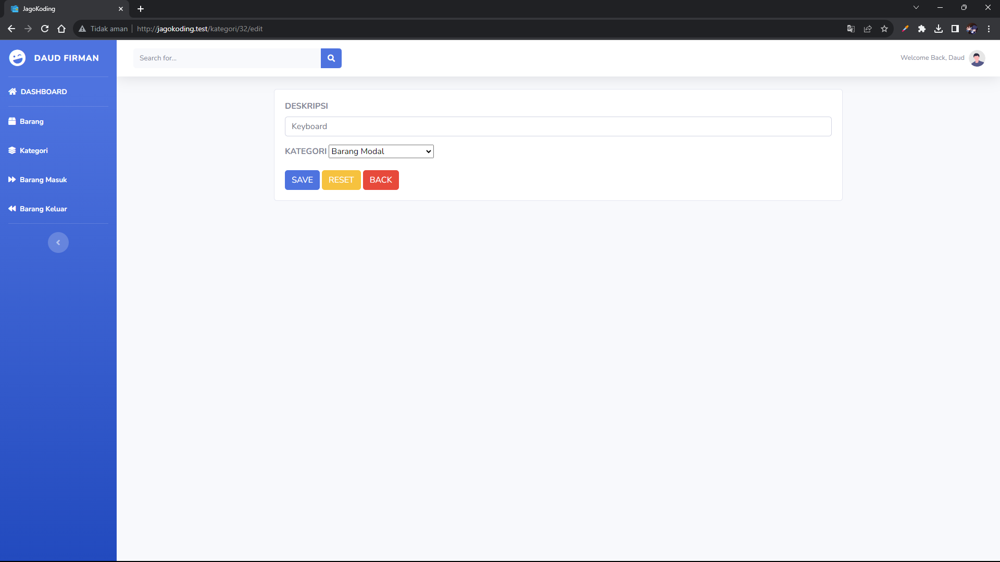 JagoKoding
Tidak aman
http://jagokoding.test/kategori/32/edit
DAUD FIRMAN
Search for...
Welcome Back, Daud
DASHBOARD
Barang
Kategori
Barang Masuk
Barang Keluar
DESKRIPSI
Keyboard
KATEGORI Barang Modal
SAVE RESET BACK